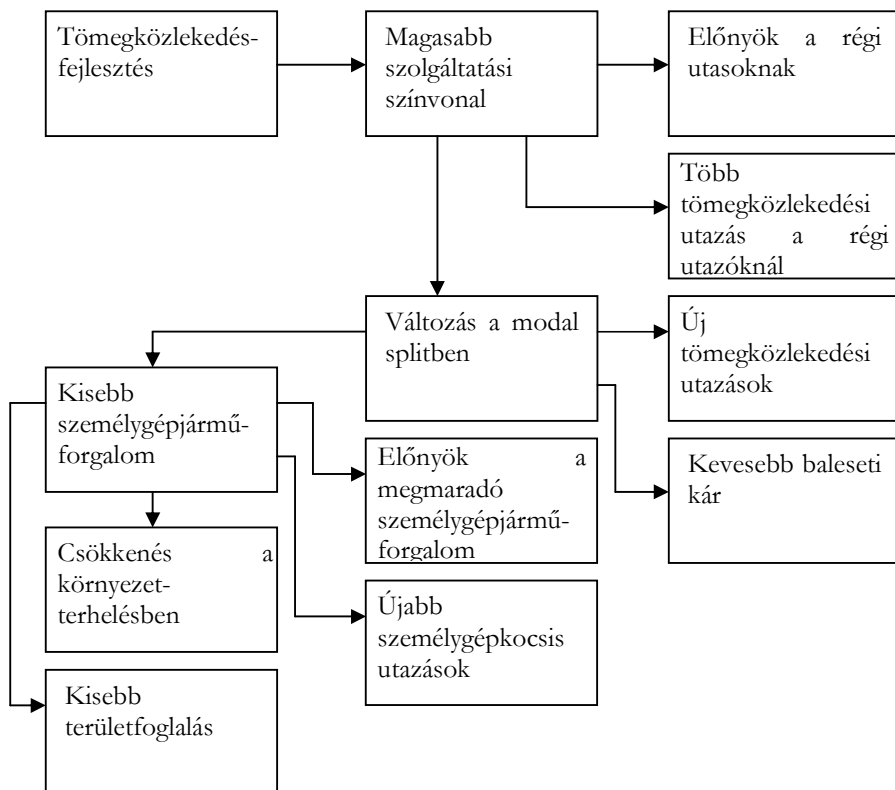 Tömegközlekedés-
fejlesztés
Magasabb
szolgáltatási
színvonal
Előnyök a régi
utasoknak
Több
tömegközlekedési
utazás a régi
utazóknál
Változás a modal
splitben
Új
tömegközlekedési
utazások
Kisebb
személygépjármű-
forgalom
Előnyök a
megmaradó
személygépjármű-
forgalom
Kevesebb baleseti
kár
Csökkenés a
környezet-
terhelésben
Újabb
személygépkocsis
utazások
Kisebb
területfoglalás